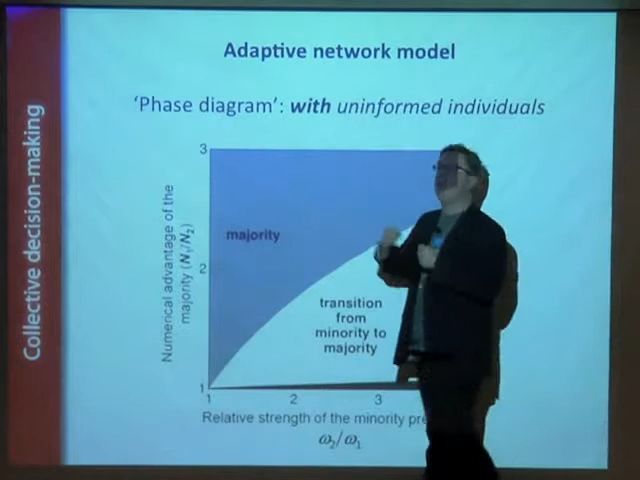 Adaptive network model
'Phase diagram': with uninformed individuals
Collective decision-making
Numerical advantage of the
majority (N₁/N₂)
3
2
1
majority
transition
from
minority to
majority
1 2 3
Relative strength of the minority
ω₂/ω₁